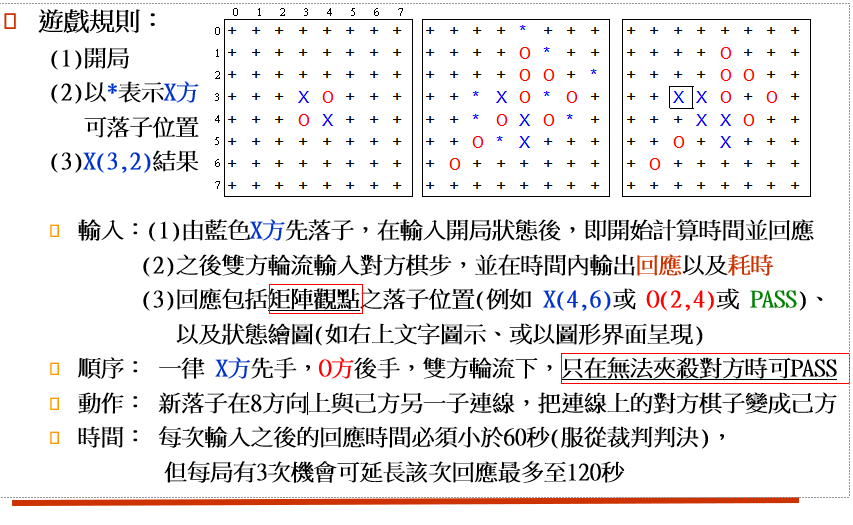 遊戲規則：
(1)開局
(2)以*表示X方
可落子位置
(3)X(3,2)結果
0 1 2 3 4 5 6 7
0 + + + + + + + +
1 + + + + + + + +
2 + + + + + + + +
3 + + + X O + + +
4 + + + O X + + +
5 + + + + + + + +
6 + + + + + + + +
7 + + + + + + + +
+ + + + * + + +
+ + + + O * + +
+ + + + O O + *
+ + * X O * O +
+ + * O X O * +
+ + O * X + + +
+ O + + + + + +
+ + + + + + + +
+ + + + + + + +
+ + + + O + + +
+ + + + O O + +
+ + X X O + O +
+ + + X X O + +
+ + O + X + + +
+ O + + + + + +
+ + + + + + + +
輸入：(1)由藍色X方先落子，在輸入開局狀態後，即開始計算時間並回應
(2)之後雙方輪流輸入對方棋步，並在時間內輸出回應以及耗時
(3)回應包括矩陣觀點之落子位置(例如 X(4,6)或 O(2,4)或 PASS)、
以及狀態繪圖(如右上文字圖示、或以圖形界面呈現)
順序： 一律 X方先手，O方後手，雙方輪流下，只在無法夾殺對方時可PASS
動作： 新落子在8方向上與己方另一子連線，把連線上的對方棋子變成己方
時間： 每次輸入之後的回應時間必須小於60秒(服從裁判判決)，
但每局有3次機會可延長該次回應最多至120秒